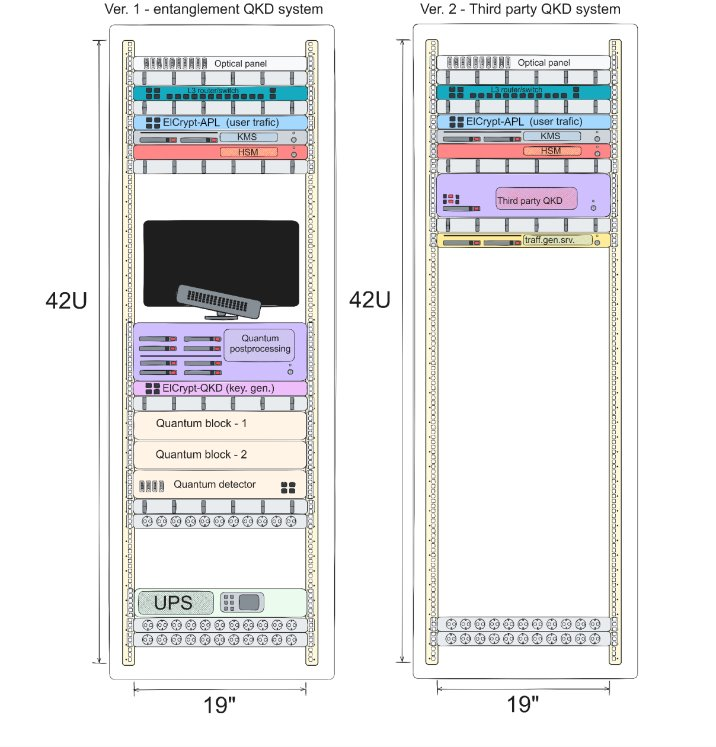 Ver. 1 - entanglement QKD system
Optical panel
L3 router/switch
ElCrypt-APL (user trafic)
KMS
HSM
42U
Quantum
postprocessing
ElCrypt-QKD (key. gen.)
Quantum block - 1
Quantum block - 2
Quantum detector
UPS
19"
Ver. 2 - Third party QKD system
Optical panel
L3 router/switch
ElCrypt-APL (user trafic)
KMS
HSM
Third party QKD
traff.gen.srv.
42U
19"